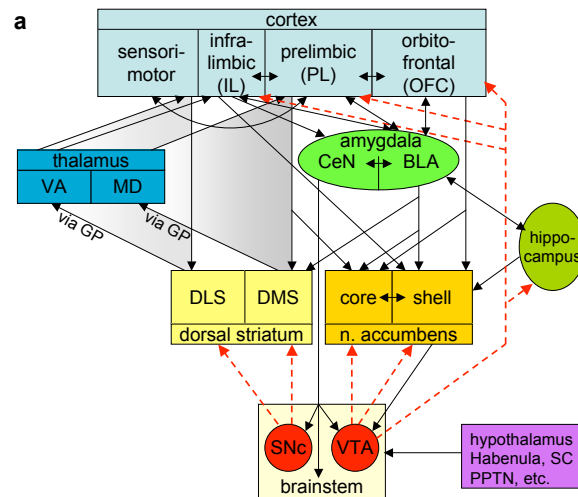 a
cortex
sensori-
motor
infra-
limbic
(IL)
prelimbic
(PL)
orbito-
frontal
(OFC)
thalamus
VA
MD
amygdala
CeN
BLA
via GP
via GP
hippo-
campus
DLS
DMS
dorsal striatum
core
shell
n. accumbens
SNc
VTA
brainstem
hypothalamus
Habenula, SC
PPTN, etc.